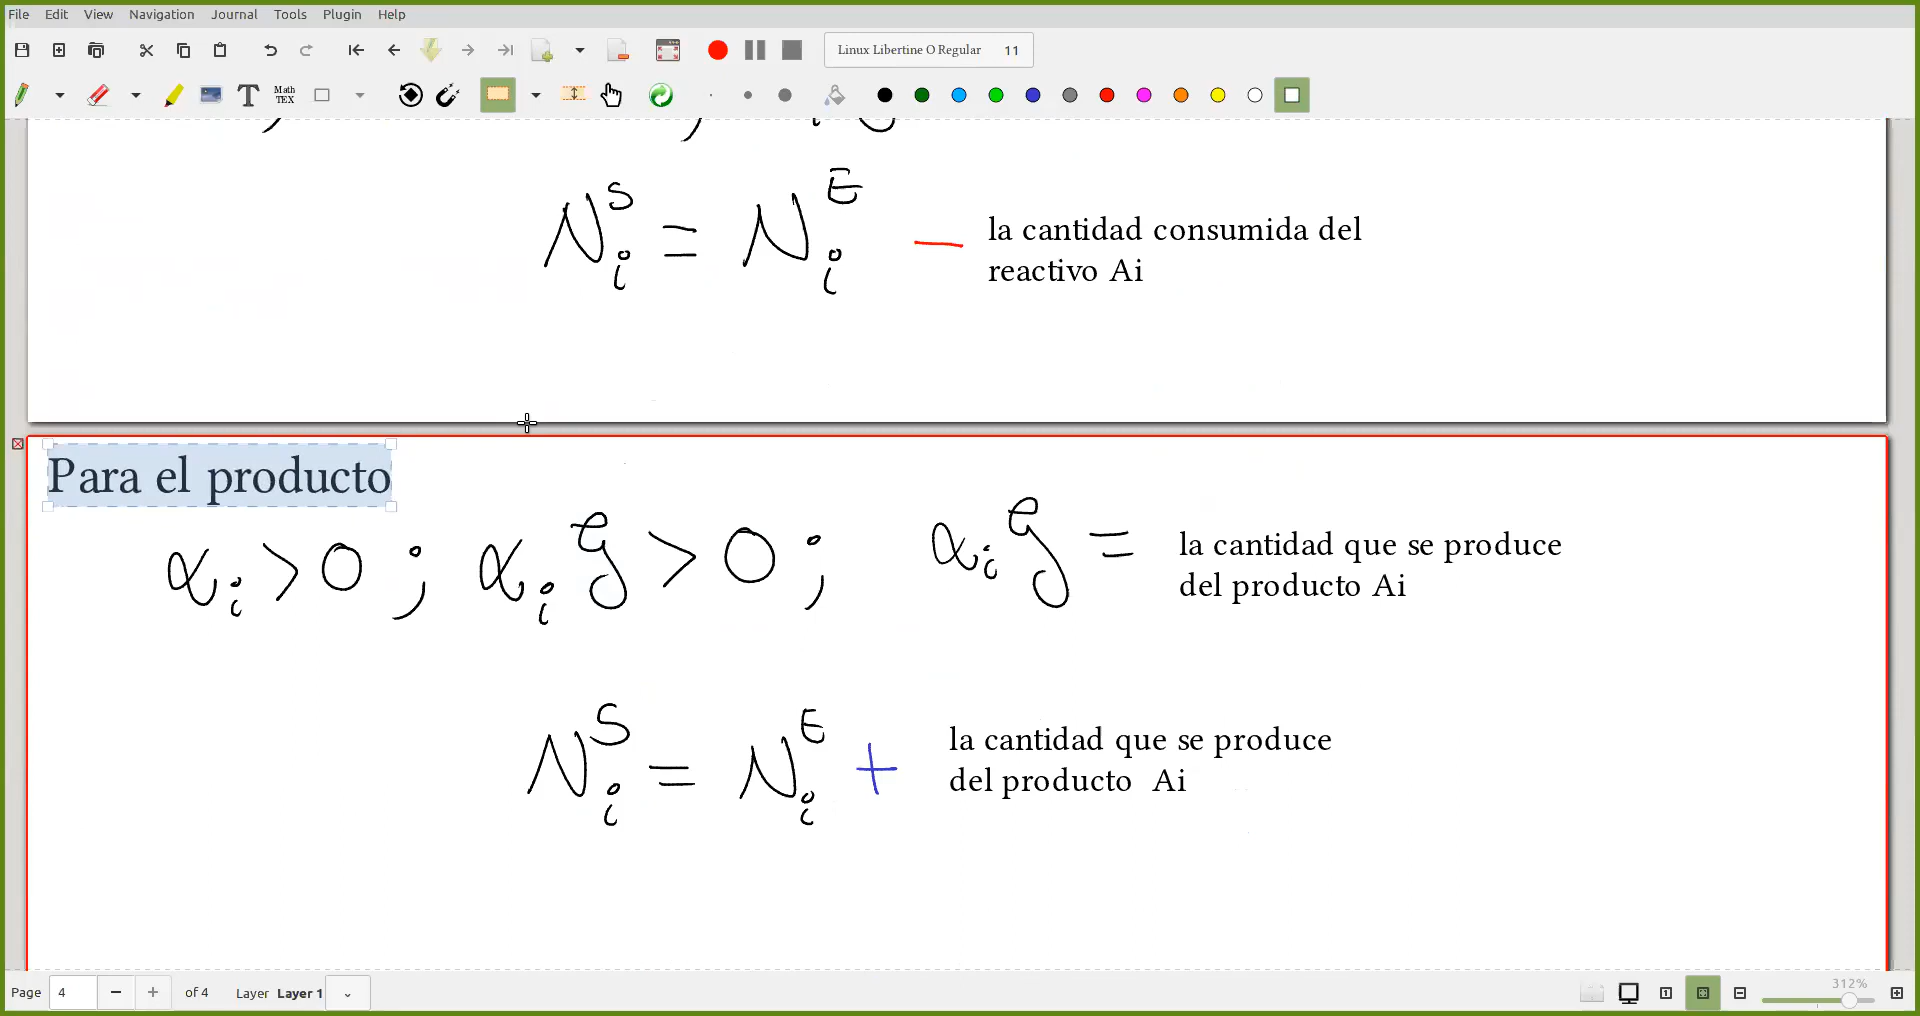 File Edit View Navigation Journal Tools Plugin Help
Linux Libertine O Regular 11
T Math TEX
N_i^S = N_i^E — la cantidad consumida del
reactivo Ai
Para el producto
α_i > 0 ; α_i ξ > 0 ; α_i ξ = la cantidad que se produce
del producto Ai
N_i^S = N_i^E + la cantidad que se produce
del producto Ai
Page 4 of 4 Layer Layer 1 312%